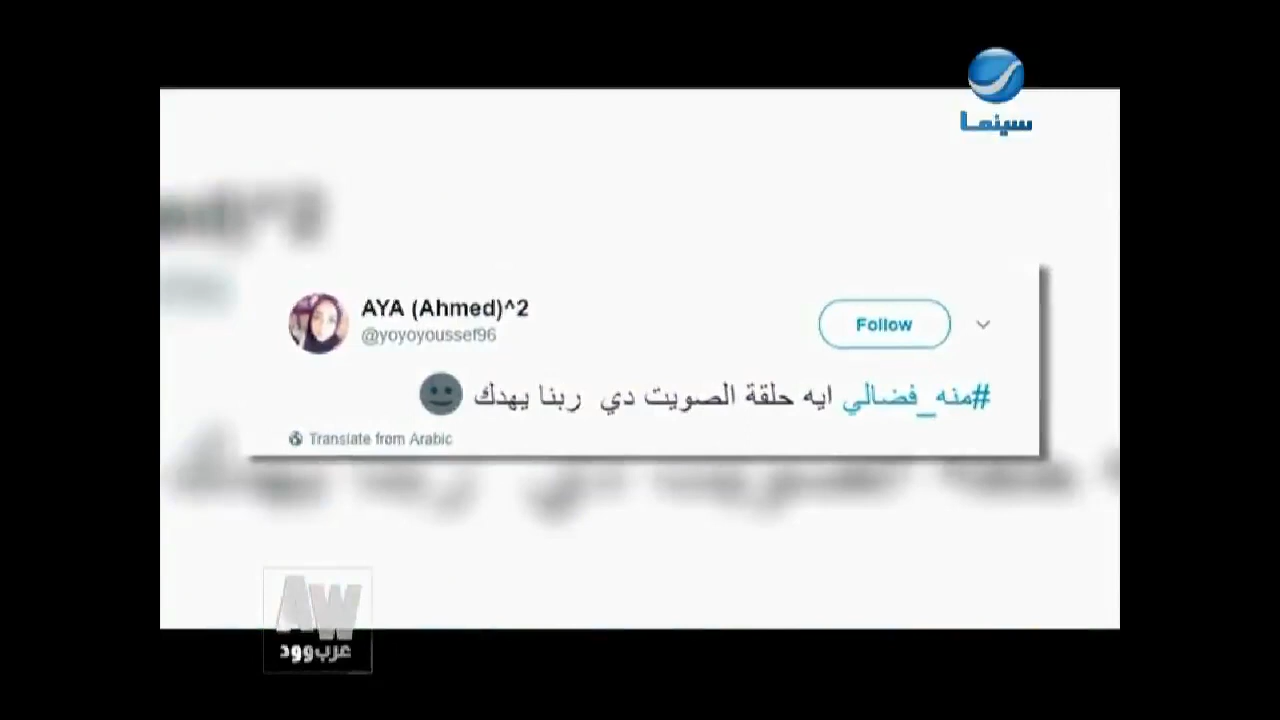 سينما
AYA (Ahmed)^2
@yoyoyoussef96
Follow
#منه_فضالي ايه حلقة الصويت دي ربنا يهدك
Translate from Arabic
AW
عرب وود